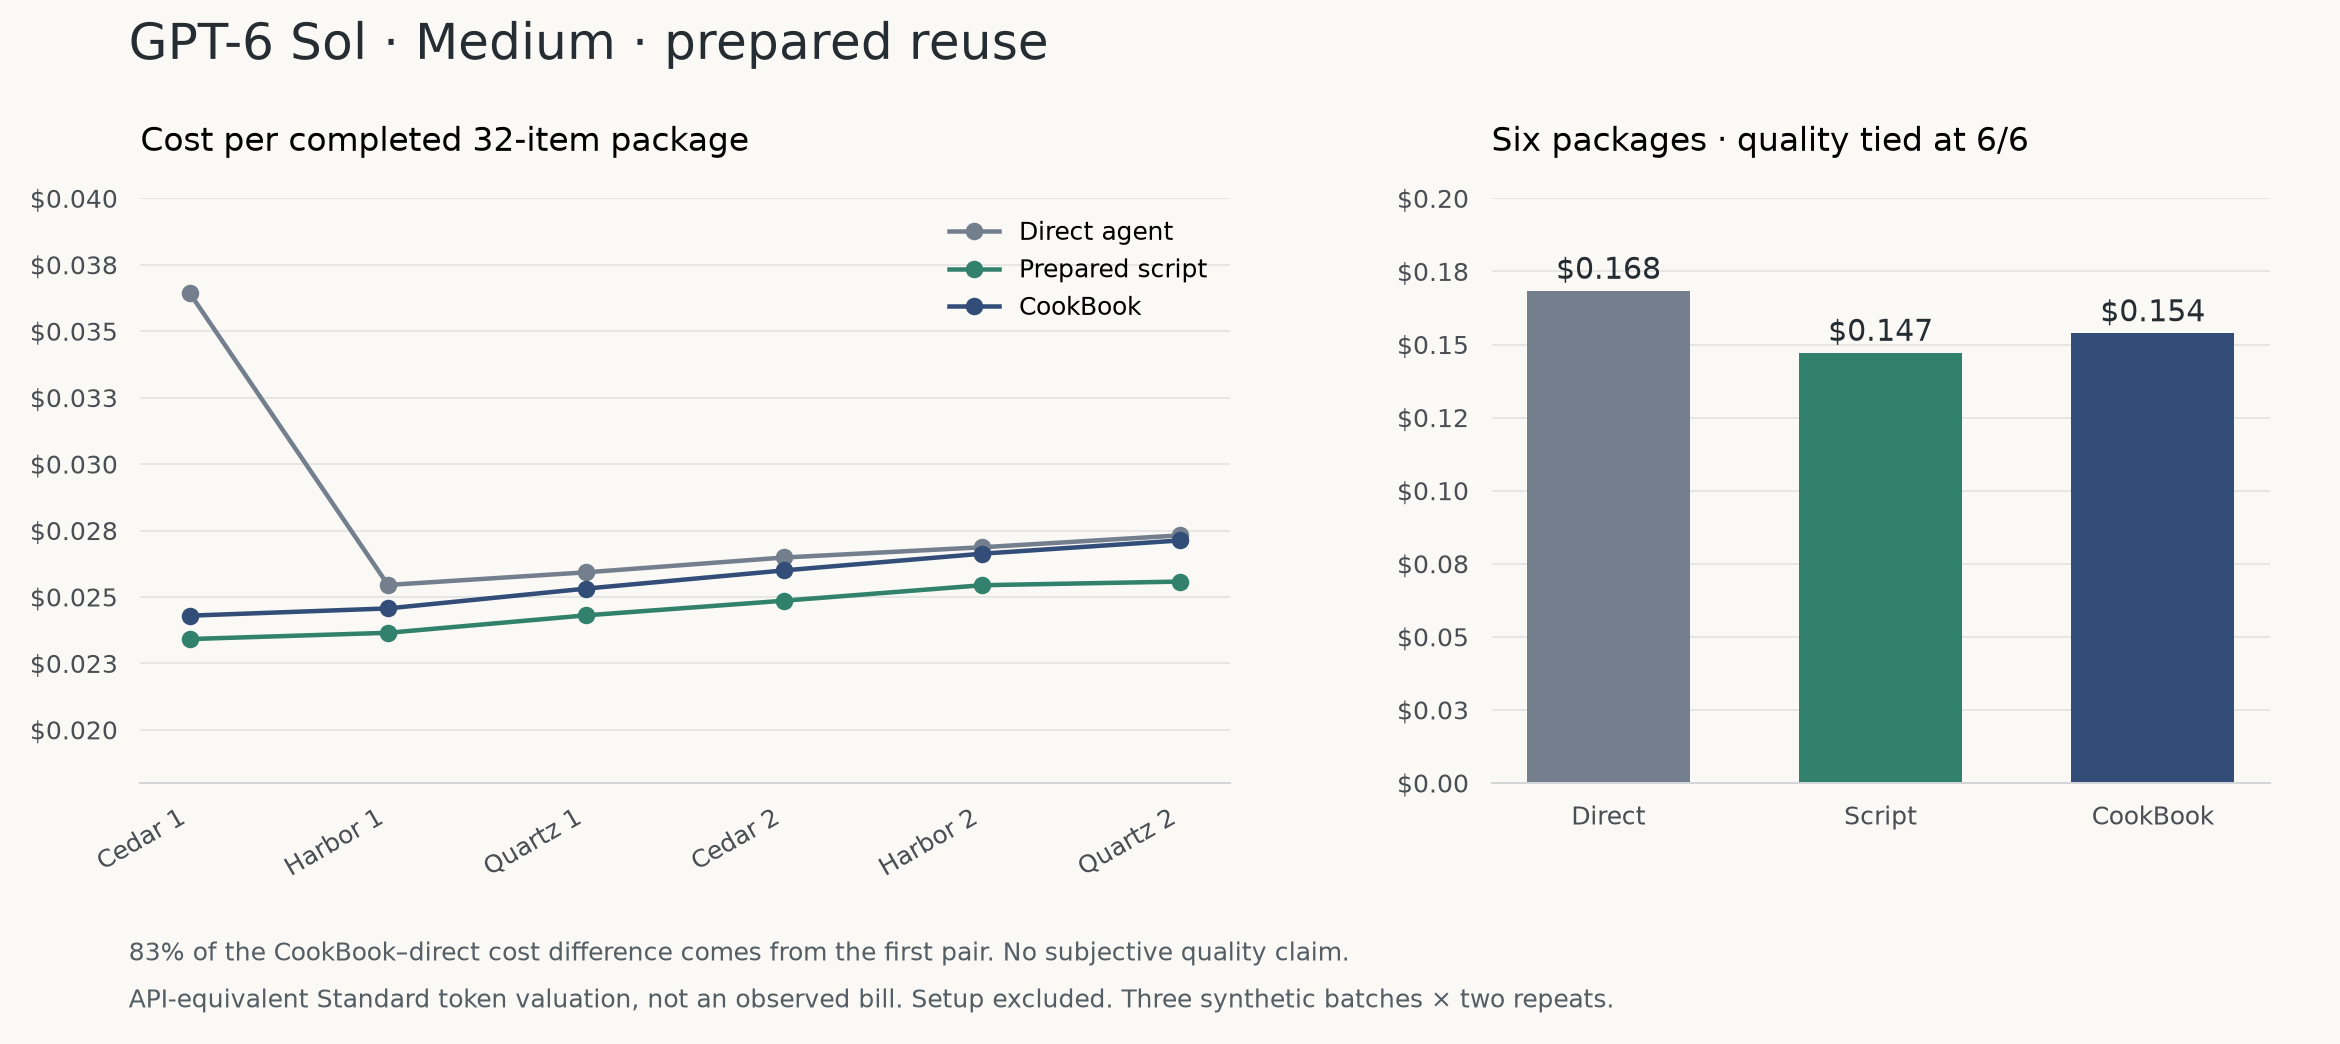 GPT-6 Sol · Medium · prepared reuse
Cost per completed 32-item package
$0.040
$0.038
$0.035
$0.033
$0.030
$0.028
$0.025
$0.023
$0.020
Direct agent
Prepared script
CookBook
Cedar 1
Harbor 1
Quartz 1
Cedar 2
Harbor 2
Quartz 2
Six packages · quality tied at 6/6
$0.20
$0.18
$0.15
$0.12
$0.10
$0.08
$0.05
$0.03
$0.00
$0.168
$0.147
$0.154
Direct
Script
CookBook
83% of the CookBook–direct cost difference comes from the first pair. No subjective quality claim.
API-equivalent Standard token valuation, not an observed bill. Setup excluded. Three synthetic batches × two repeats.